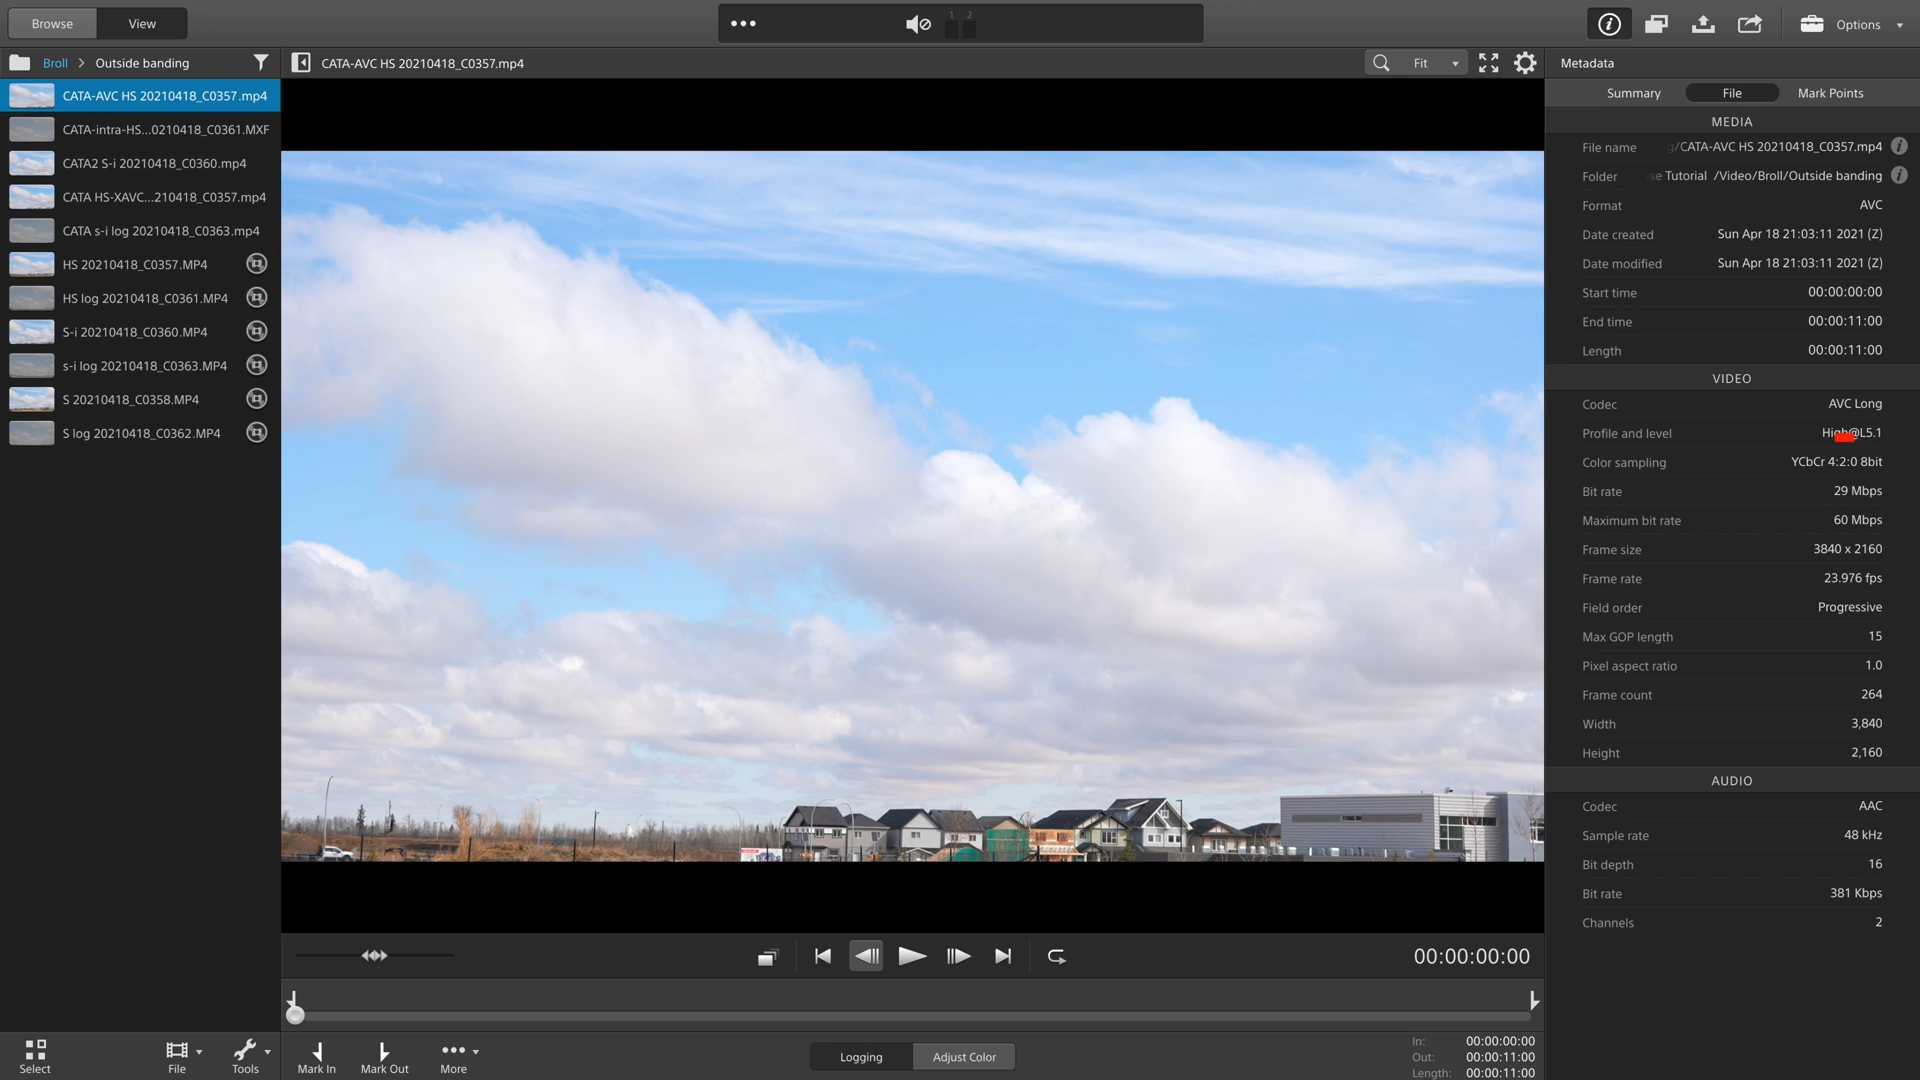 Browse View
1 2
Options
Broll > Outside banding
CATA-AVC HS 20210418_C0357.mp4
Fit
Metadata
Summary File Mark Points
CATA-AVC HS 20210418_C0357.mp4
CATA-intra-HS...0210418_C0361.MXF
CATA2 S-i 20210418_C0360.mp4
CATA HS-XAVC...210418_C0357.mp4
CATA s-i log 20210418_C0363.mp4
HS 20210418_C0357.MP4
HS log 20210418_C0361.MP4
S-i 20210418_C0360.MP4
s-i log 20210418_C0363.MP4
S 20210418_C0358.MP4
S log 20210418_C0362.MP4
MEDIA
File name g/CATA-AVC HS 20210418_C0357.mp4
Folder se Tutorial /Video/Broll/Outside banding
Format AVC
Date created Sun Apr 18 21:03:11 2021 (Z)
Date modified Sun Apr 18 21:03:11 2021 (Z)
Start time 00:00:00:00
End time 00:00:11:00
Length 00:00:11:00
VIDEO
Codec AVC Long
Profile and level High@L5.1
Color sampling YCbCr 4:2:0 8bit
Bit rate 29 Mbps
Maximum bit rate 60 Mbps
Frame size 3840 x 2160
Frame rate 23.976 fps
Field order Progressive
Max GOP length 15
Pixel aspect ratio 1.0
Frame count 264
Width 3,840
Height 2,160
AUDIO
Codec AAC
Sample rate 48 kHz
Bit depth 16
Bit rate 381 Kbps
Channels 2
00:00:00:00
Select File Tools Mark In Mark Out More
Logging Adjust Color
In: 00:00:00:00
Out: 00:00:11:00
Length: 00:00:11:00